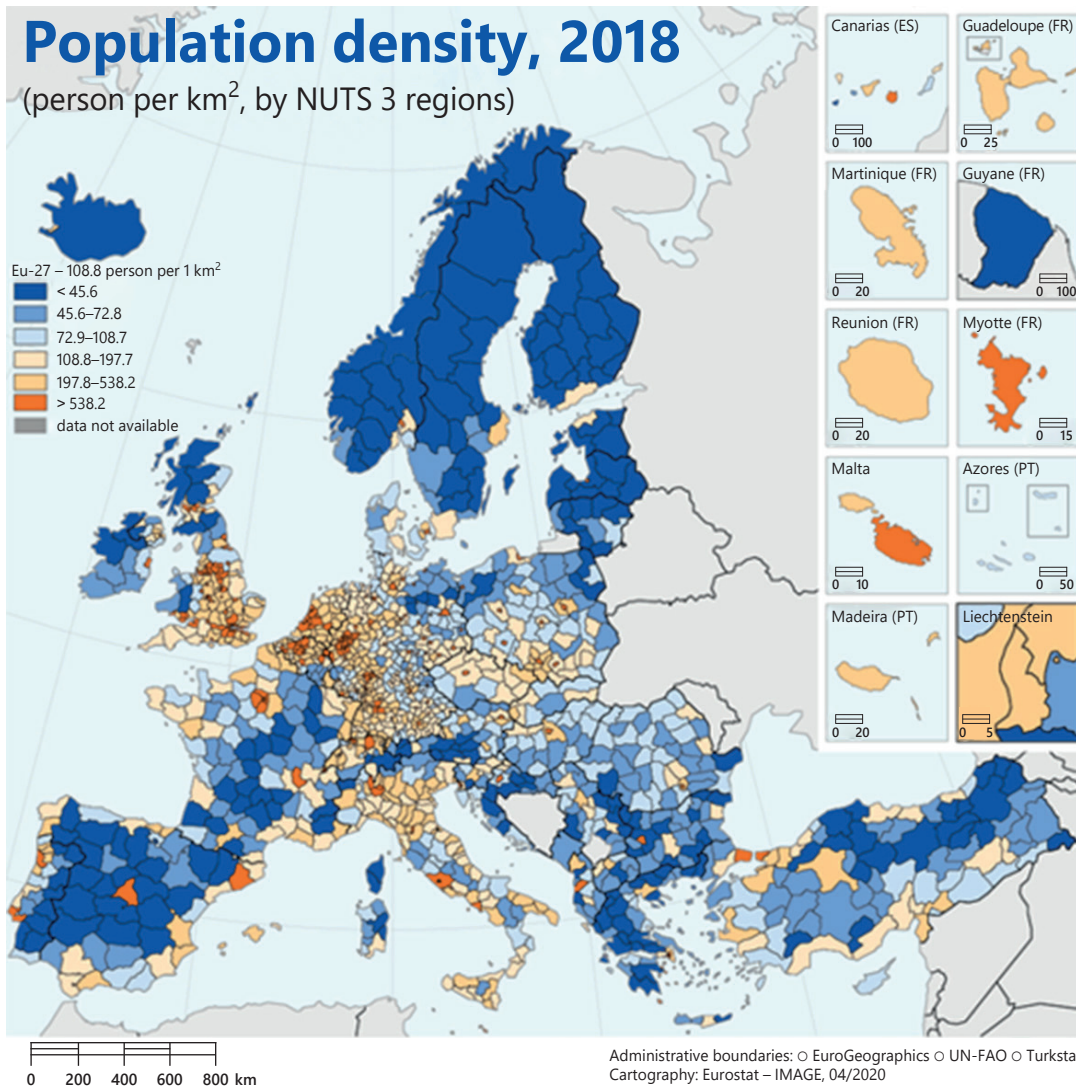 Population density, 2018
(person per km², by NUTS 3 regions)
Eu-27 – 108.8 person per 1 km²
< 45.6
45.6–72.8
72.9–108.7
108.8–197.7
197.8–538.2
> 538.2
data not available
Canarias (ES)
0 100
Guadeloupe (FR)
0 25
Martinique (FR)
0 20
Guyane (FR)
0 100
Reunion (FR)
0 20
Myotte (FR)
0 15
Malta
0 10
Azores (PT)
0 50
Madeira (PT)
0 20
Liechtenstein
0 5
0 200 400 600 800 km
Administrative boundaries: ○ EuroGeographics ○ UN-FAO ○ Turksta
Cartography: Eurostat – IMAGE, 04/2020